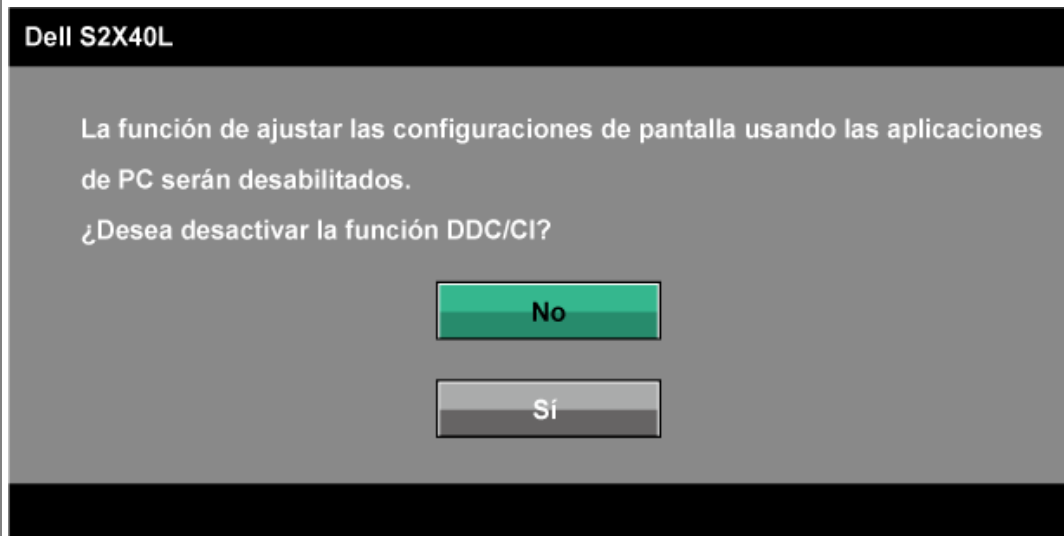 Dell S2X40L
La función de ajustar las configuraciones de pantalla usando las aplicaciones
de PC serán desabilitados.
¿Desea desactivar la función DDC/CI?
No
Sí